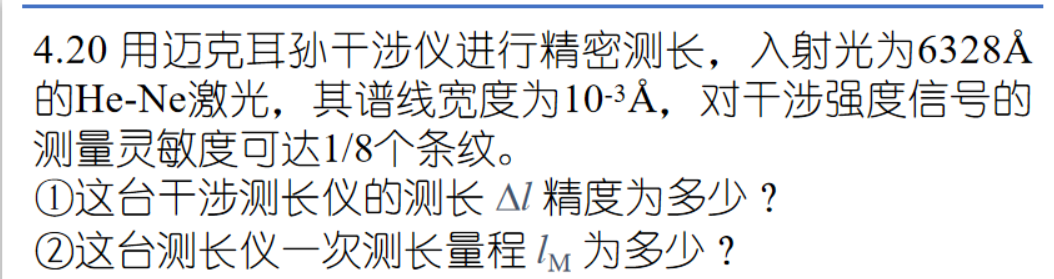 4.20 用迈克耳孙干涉仪进行精密测长，入射光为6328Å
的He-Ne激光，其谱线宽度为10⁻³Å，对干涉强度信号的
测量灵敏度可达1/8个条纹。
①这台干涉测长仪的测长 Δl 精度为多少？
②这台测长仪一次测长量程 lM 为多少？